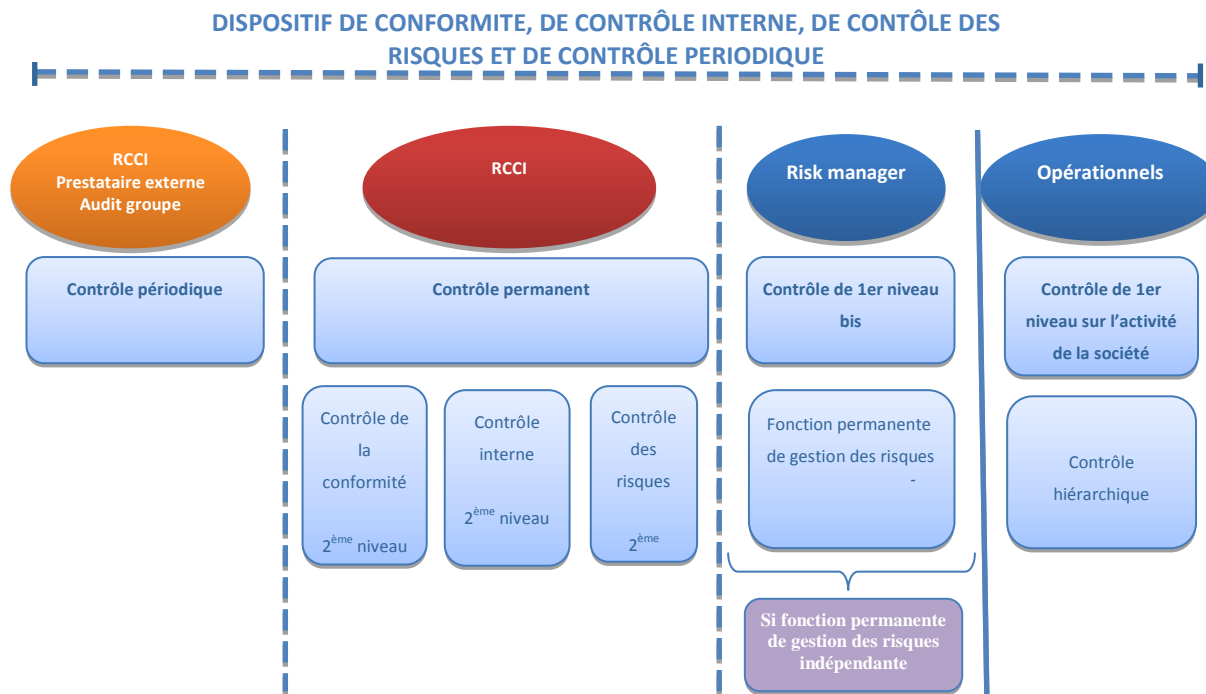 DISPOSITIF DE CONFORMITE, DE CONTRÔLE INTERNE, DE CONTÔLE DES
RISQUES ET DE CONTRÔLE PERIODIQUE
RCCI
Prestataire externe
Audit groupe
Contrôle périodique
RCCI
Contrôle permanent
Contrôle de
la
conformité
2ème niveau
Contrôle
interne
2ème niveau
Contrôle
des
risques
2ème
Risk manager
Contrôle de 1er niveau
bis
Fonction permanente
de gestion des risques
-
Si fonction permanente
de gestion des risques
indépendante
Opérationnels
Contrôle de 1er
niveau sur l’activité
de la société
Contrôle
hiérarchique